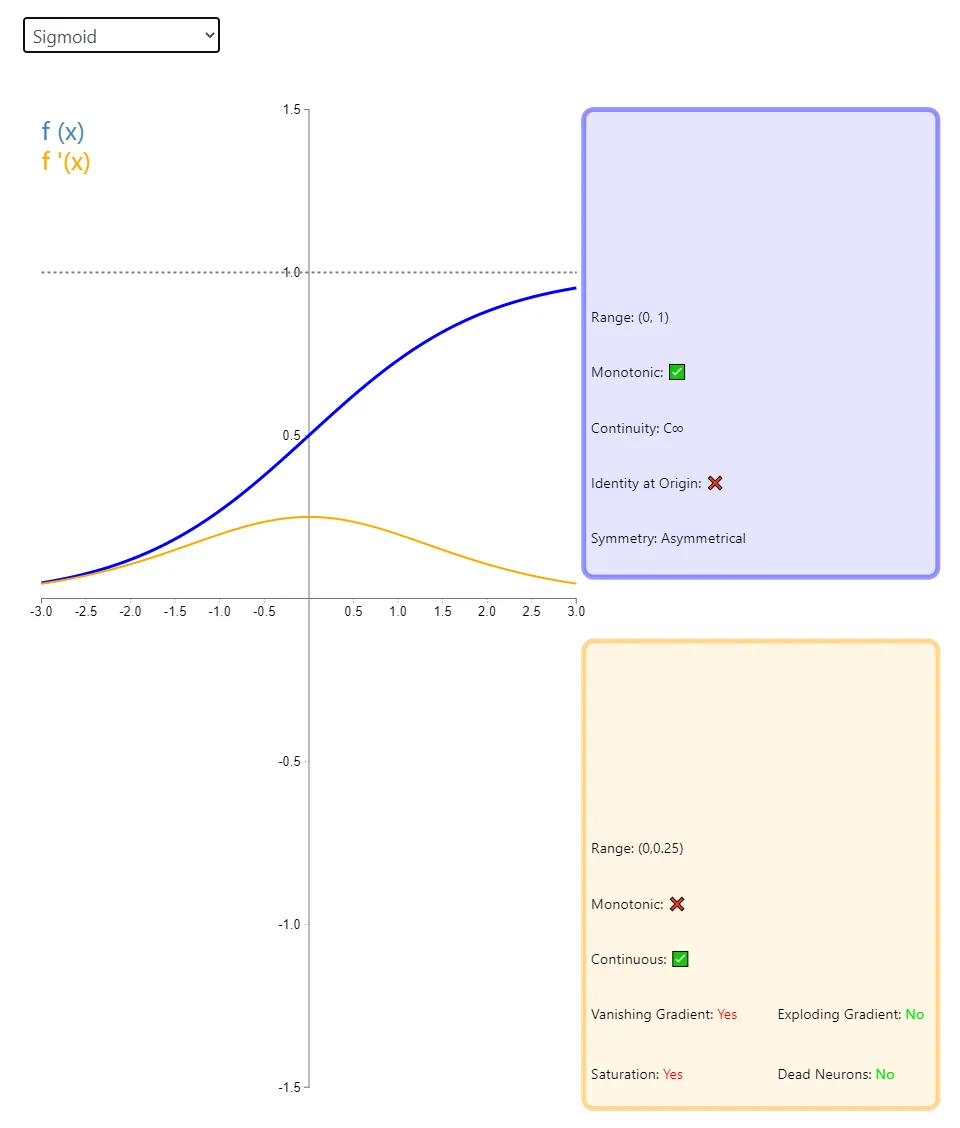 Sigmoid
f (x)
f '(x)
1.5
1.0
0.5
-3.0 -2.5 -2.0 -1.5 -1.0 -0.5 0.5 1.0 1.5 2.0 2.5 3.0
-0.5
-1.0
-1.5
Range: (0, 1)
Monotonic: ✅
Continuity: C∞
Identity at Origin: ❌
Symmetry: Asymmetrical
Range: (0,0.25)
Monotonic: ❌
Continuous: ✅
Vanishing Gradient: Yes Exploding Gradient: No
Saturation: Yes Dead Neurons: No